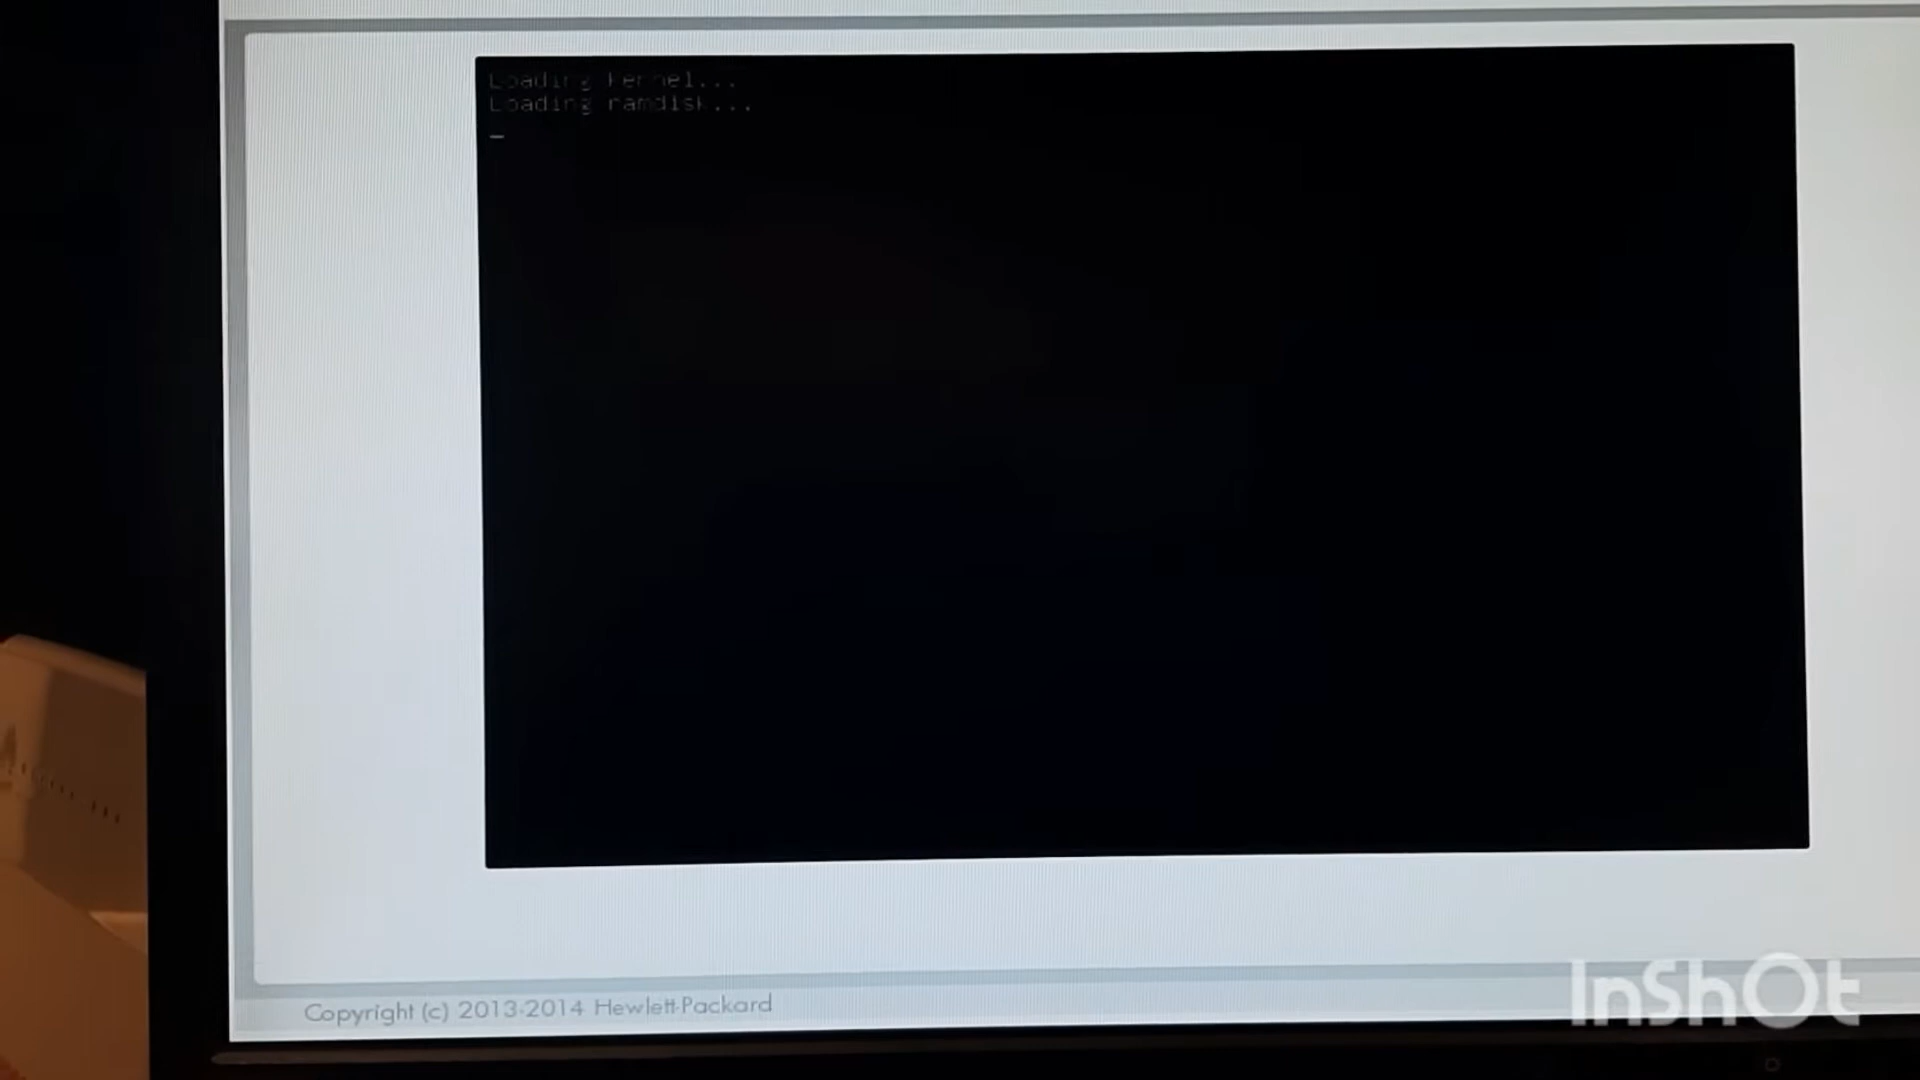 Loading kernel...
Loading ramdisk...
_
Copyright (c) 2013-2014 Hewlett-Packard
InShOt